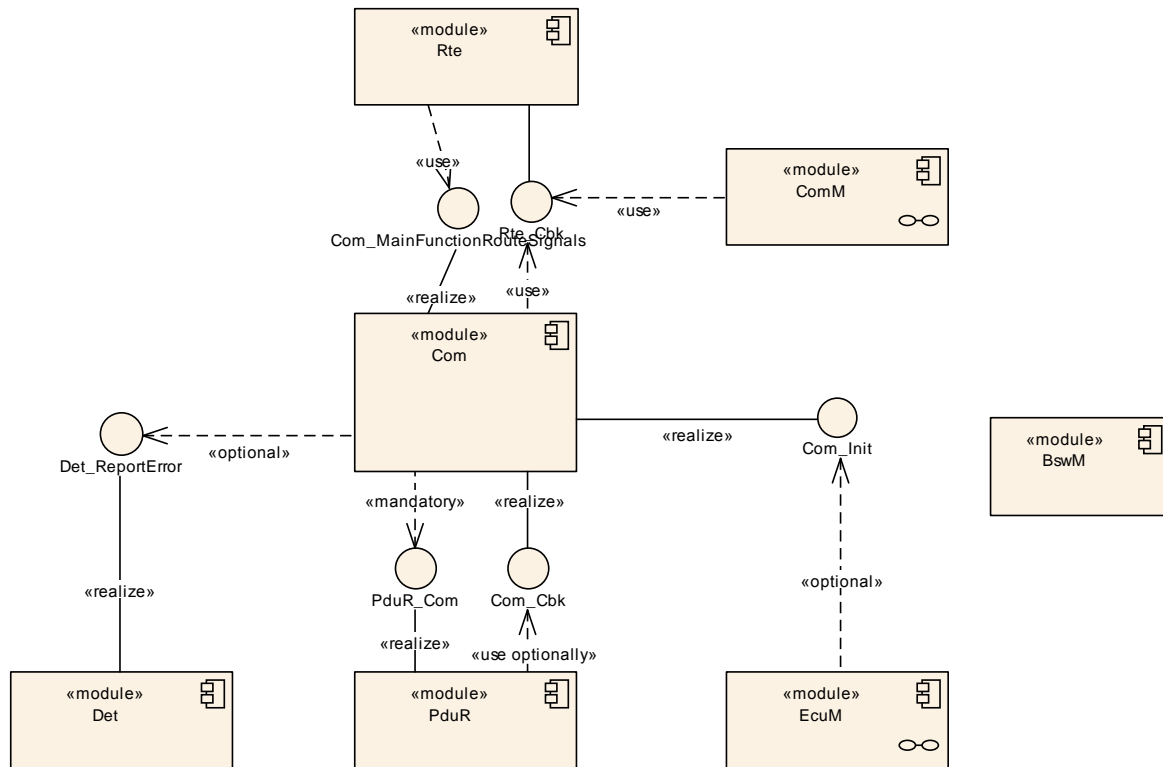 «module»
Rte
«use»
«module»
ComM
«use»
Rte_Cbk
Com_MainFunctionRouteSignals
«realize»
«use»
«module»
Com
«realize»
Com_Init
«module»
BswM
«optional»
Det_ReportError
«mandatory»
«realize»
«realize»
PduR_Com
Com_Cbk
«optional»
«realize»
«use optionally»
«module»
Det
«module»
PduR
«module»
EcuM